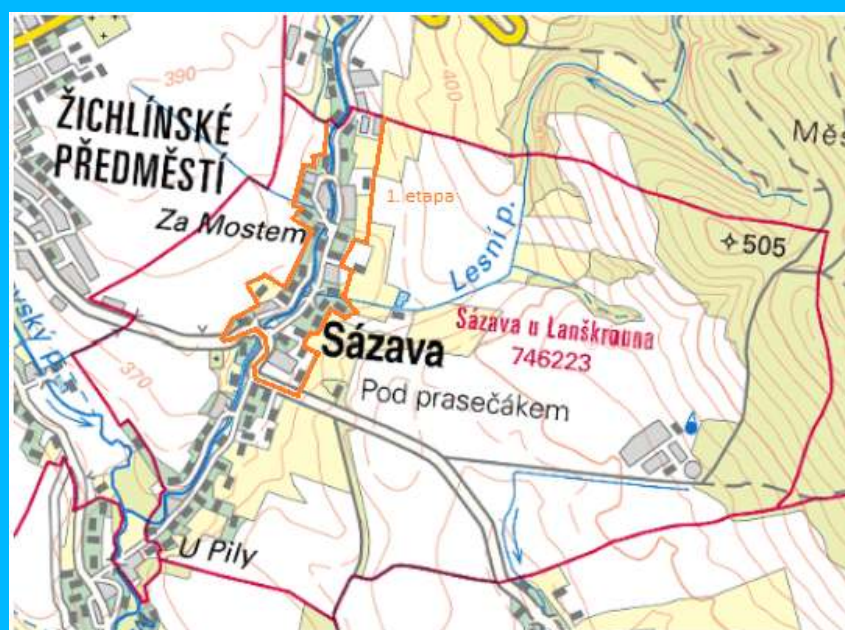 390
400
ŽICHLÍNSKÉ
PŘEDMĚSTÍ
Měs
1. etapa
Za Mostem
Lesní p.
505
vský p.
Sázava u Lanškrouna
746223
Sázava
370
Pod prasečákem
U Pily